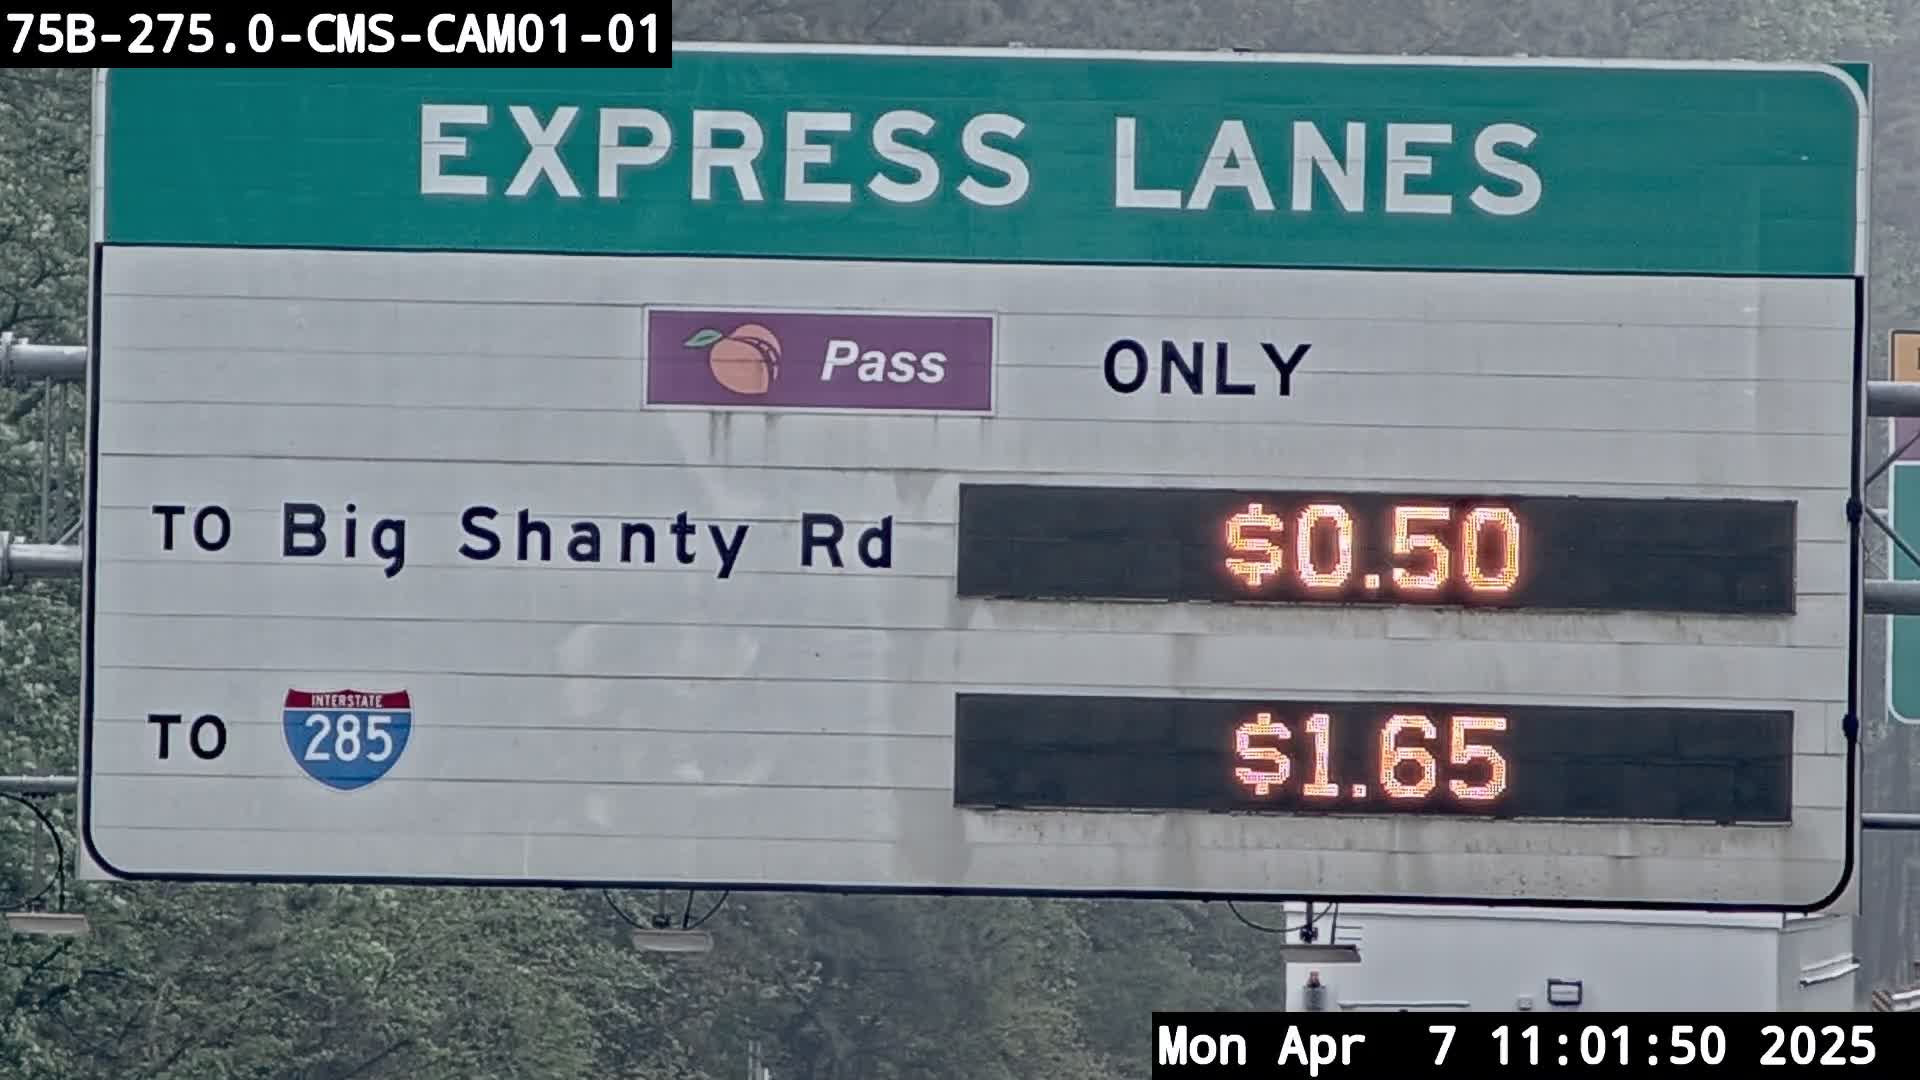 75B-275.0-CMS-CAM01-01
EXPRESS LANES
Pass ONLY
TO Big Shanty Rd $0.50
INTERSTATE
TO 285 $1.65
Mon Apr 7 11:01:50 2025